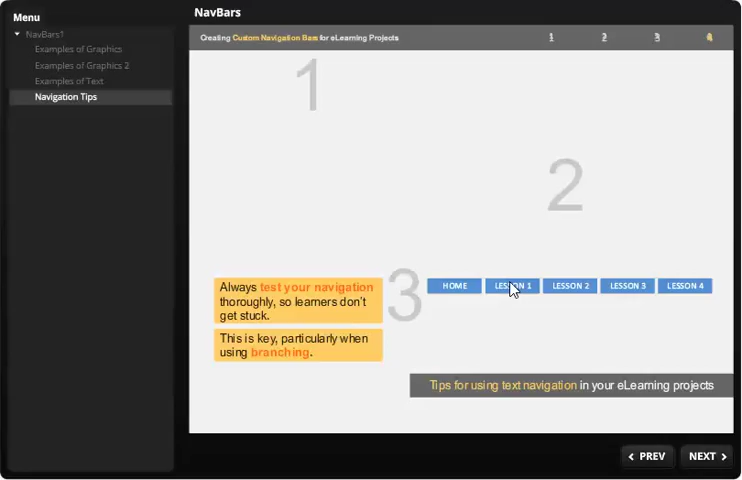 Menu
NavBars1
Examples of Graphics
Examples of Graphics 2
Examples of Text
Navigation Tips
NavBars
Creating Custom Navigation Bars for eLearning Projects
1 2 3 4
1
2
3
Always test your navigation
thoroughly, so learners don't
get stuck.
This is key, particularly when
using branching.
HOME LESSON 1 LESSON 2 LESSON 3 LESSON 4
Tips for using text navigation in your eLearning projects
PREV NEXT